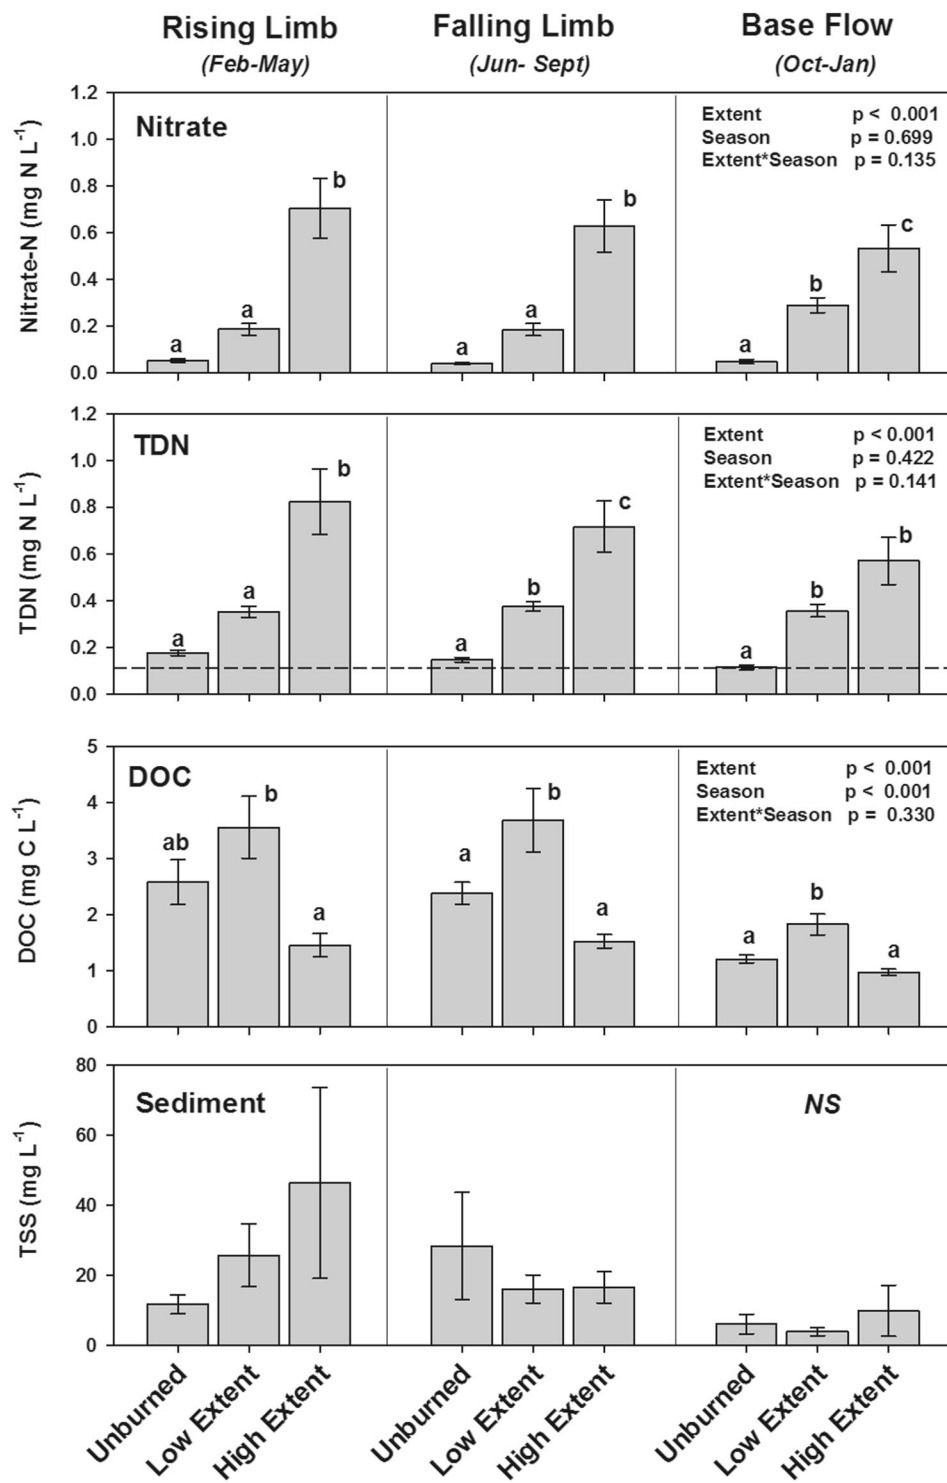 Rising Limb Falling Limb Base Flow
(Feb-May) (Jun- Sept) (Oct-Jan)
Nitrate-N (mg N L⁻¹)
1.2
1.0
0.8
0.6
0.4
0.2
0.0
Nitrate
a a b
a a b
a b c
Extent p < 0.001
Season p = 0.699
Extent*Season p = 0.135
TDN (mg N L⁻¹)
1.2
1.0
0.8
0.6
0.4
0.2
0.0
TDN
a a b
a b c
a b b
Extent p < 0.001
Season p = 0.422
Extent*Season p = 0.141
DOC (mg C L⁻¹)
5
4
3
2
1
0
DOC
ab b a
a b a
a b a
Extent p < 0.001
Season p < 0.001
Extent*Season p = 0.330
TSS (mg L⁻¹)
80
60
40
20
0
Sediment
NS
Unburned Low Extent High Extent Unburned Low Extent High Extent Unburned Low Extent High Extent